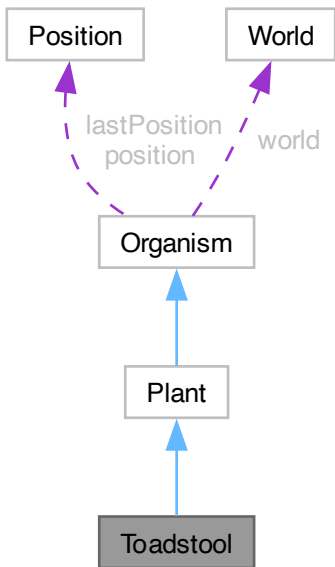 Position
World
lastPosition
position
world
Organism
Plant
Toadstool